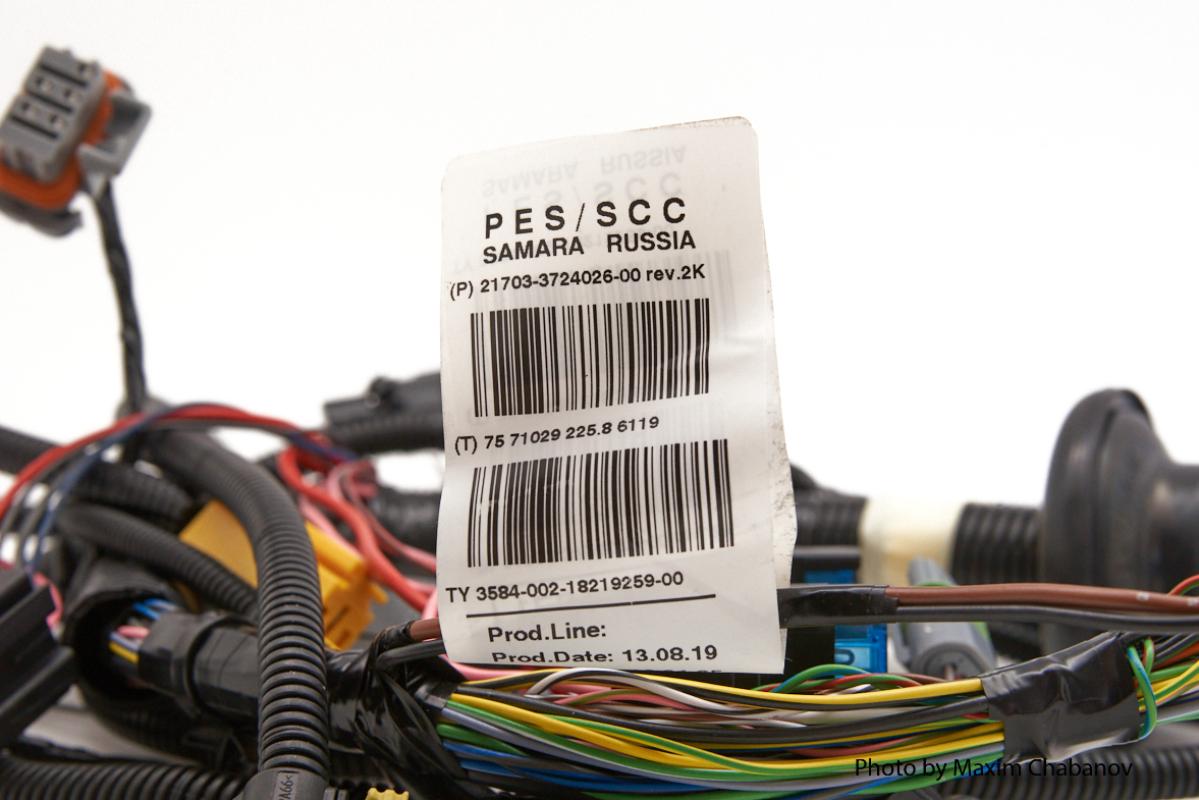 PES/SCC
SAMARA RUSSIA
(P) 21703-3724026-00 rev.2K
(T) 75 71029 225.8 6119
TY 3584-002-18219259-00
Prod.Line:
Prod.Date: 13.08.19
Photo by Maxim Chabanov